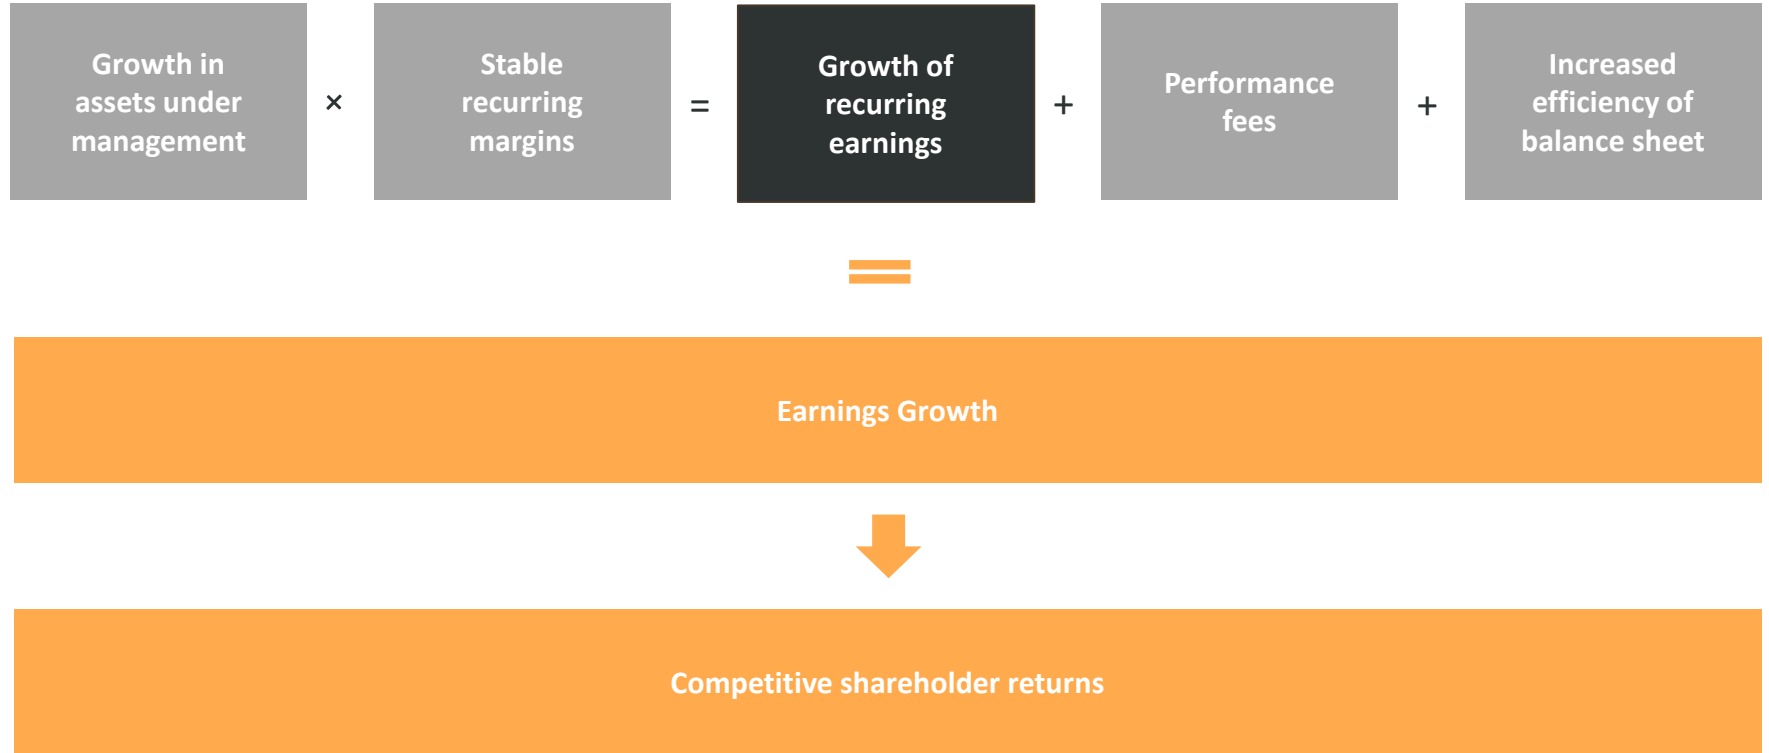 Growth in
assets under
management
×
Stable
recurring
margins
=
Growth of
recurring
earnings
+
Performance
fees
+
Increased
efficiency of
balance sheet
=
Earnings Growth
Competitive shareholder returns